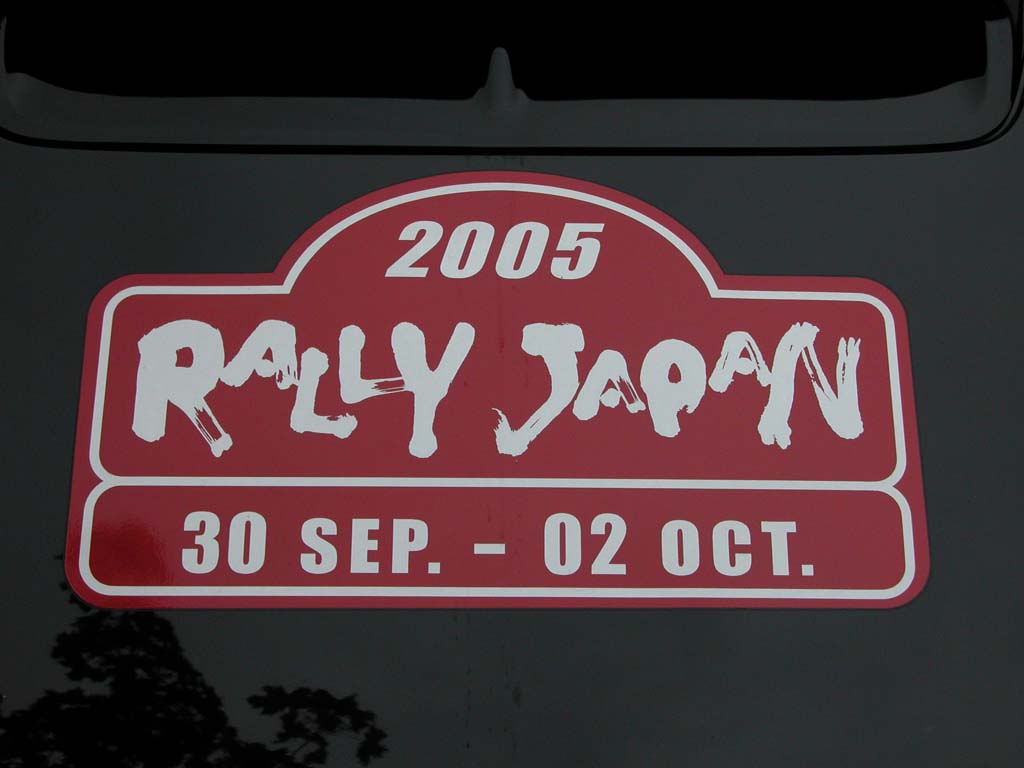 2005
RALLY JAPAN
30 SEP. - 02 OCT.